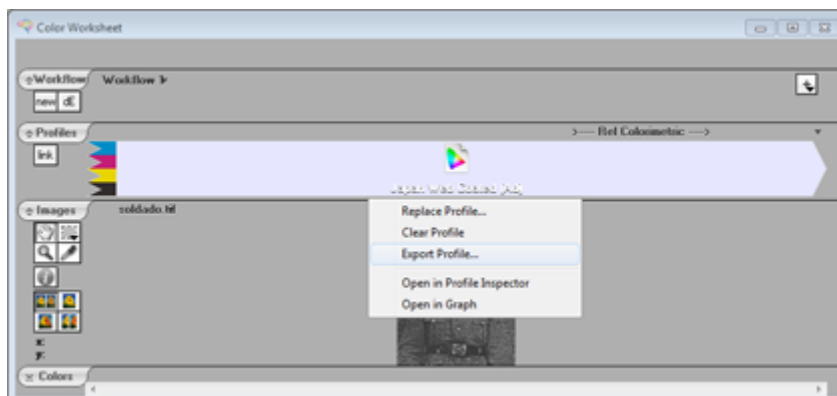 Color Worksheet
Workflow
Workflow
new dE
Profiles
>---- Rel Colorimetric ---->
link
Japan Web Coated (Ad)
Images
soldado.tif
Replace Profile...
Clear Profile
Export Profile...
Open in Profile Inspector
Open in Graph
x:
y:
Colors